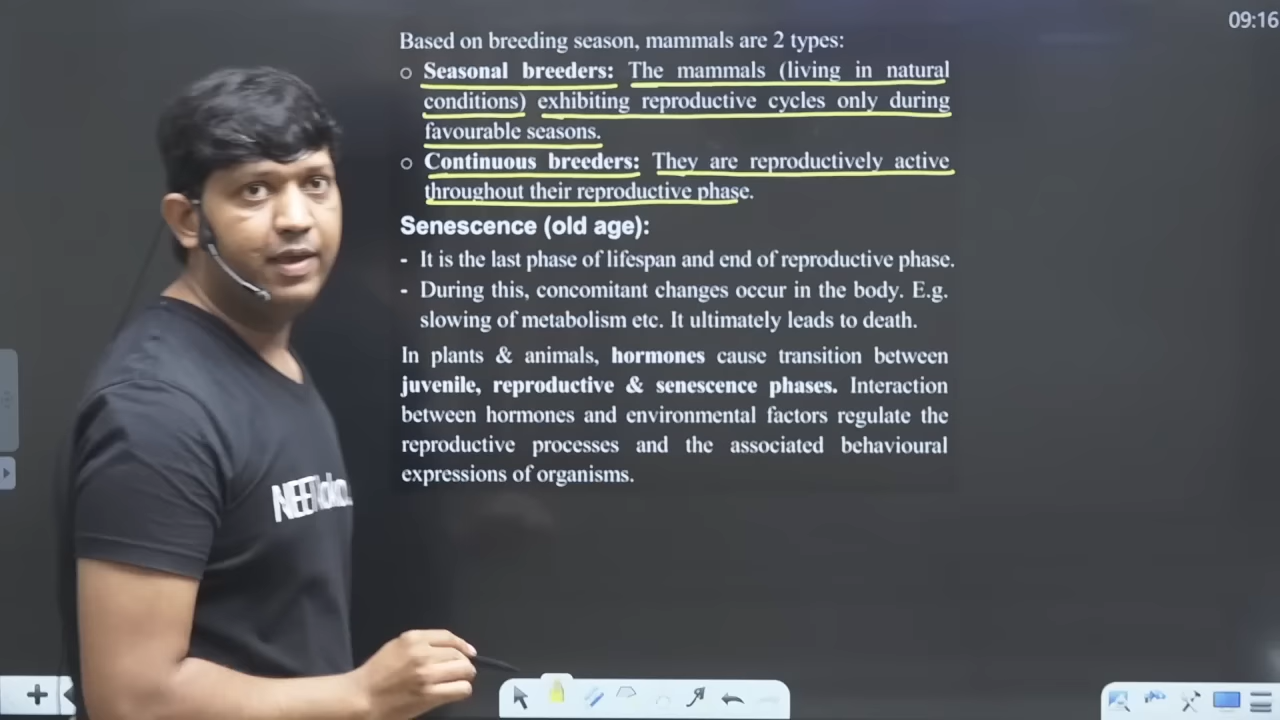 09:16
Based on breeding season, mammals are 2 types:
○ Seasonal breeders: The mammals (living in natural
conditions) exhibiting reproductive cycles only during
favourable seasons.
○ Continuous breeders: They are reproductively active
throughout their reproductive phase.
Senescence (old age):
- It is the last phase of lifespan and end of reproductive phase.
- During this, concomitant changes occur in the body. E.g.
slowing of metabolism etc. It ultimately leads to death.
In plants & animals, hormones cause transition between
juvenile, reproductive & senescence phases. Interaction
between hormones and environmental factors regulate the
reproductive processes and the associated behavioural
expressions of organisms.